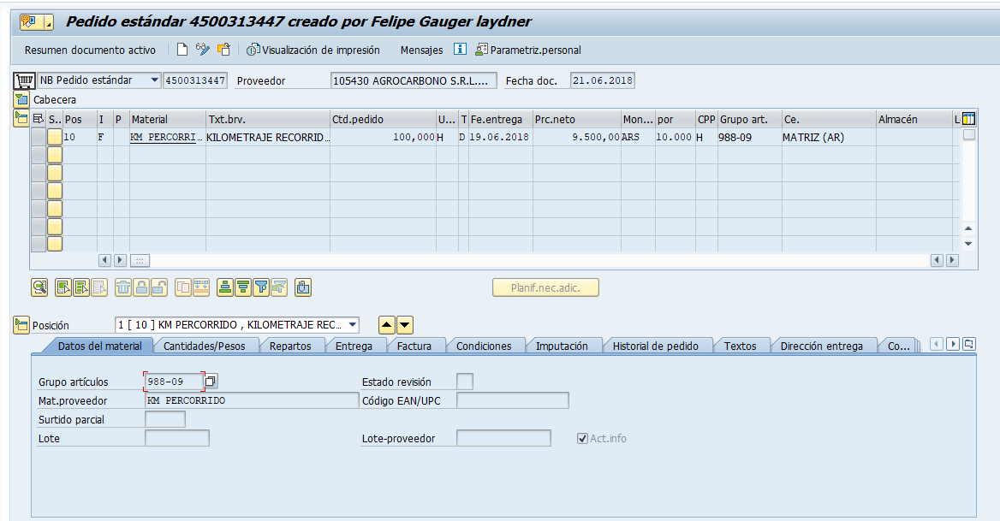 Pedido estándar 4500313447 creado por Felipe Gauger laydner
Resumen documento activo Visualización de impresión Mensajes Parametriz.personal
NB Pedido estándar 4500313447 Proveedor 105430 AGROCARBONO S.R.L.... Fecha doc. 21.06.2018
Cabecera
S.. Pos I P Material Txt.brv. Ctd.pedido U... T Fe.entrega Prc.neto Mon... por CPP Grupo art. Ce. Almacén L
10 F KM PERCORRI... KILOMETRAJE RECORRID... 100,000 H D 19.06.2018 9.500,00 ARS 10.000 H 988-09 MATRIZ (AR)
Planif.nec.adic.
Posición 1 [ 10 ] KM PERCORRIDO , KILOMETRAJE REC...
Datos del material Cantidades/Pesos Repartos Entrega Factura Condiciones Imputación Historial de pedido Textos Dirección entrega Co...
Grupo artículos 988-09 Estado revisión
Mat.proveedor KM PERCORRIDO Código EAN/UPC
Surtido parcial
Lote Lote-proveedor Act.info